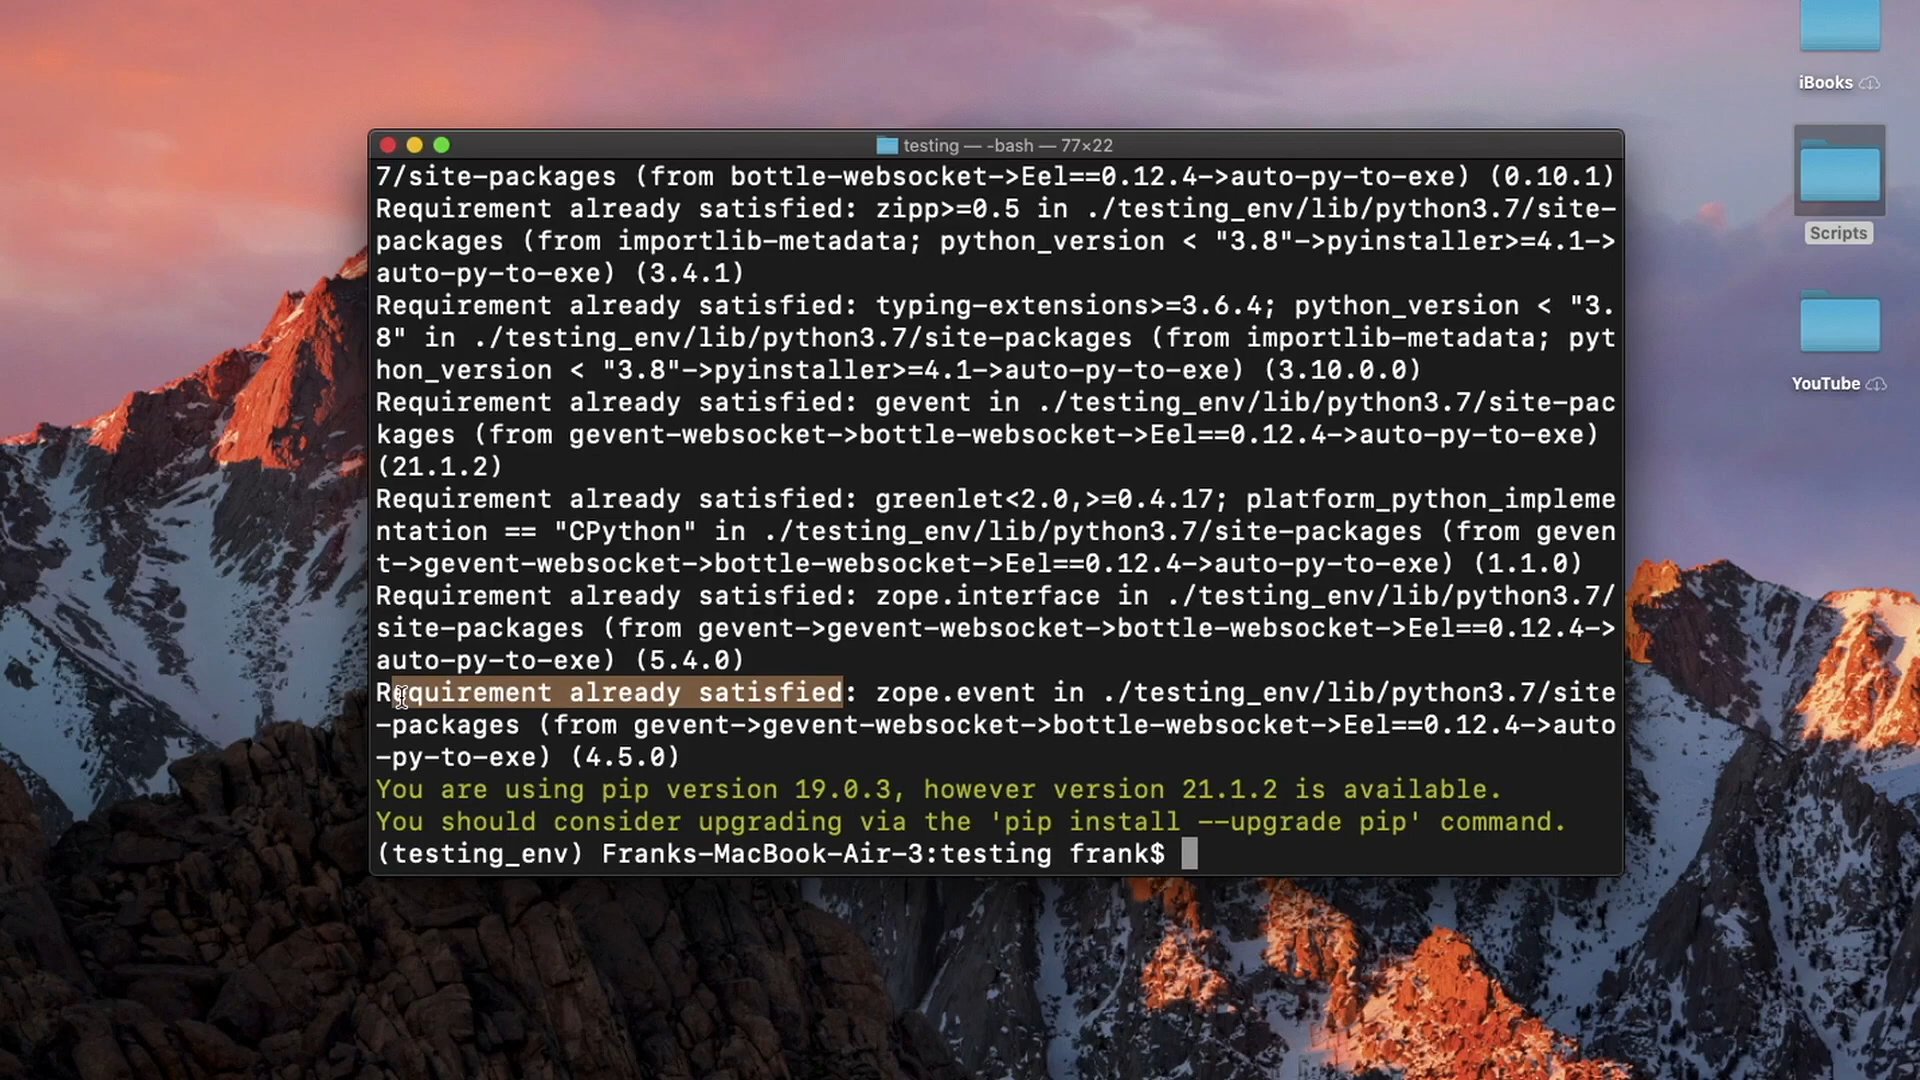 iBooks
testing — -bash — 77×22
7/site-packages (from bottle-websocket->Eel==0.12.4->auto-py-to-exe) (0.10.1)
Requirement already satisfied: zipp>=0.5 in ./testing_env/lib/python3.7/site-
packages (from importlib-metadata; python_version < "3.8"->pyinstaller>=4.1->
auto-py-to-exe) (3.4.1)
Requirement already satisfied: typing-extensions>=3.6.4; python_version < "3.
8" in ./testing_env/lib/python3.7/site-packages (from importlib-metadata; pyt
hon_version < "3.8"->pyinstaller>=4.1->auto-py-to-exe) (3.10.0.0)
Requirement already satisfied: gevent in ./testing_env/lib/python3.7/site-pac
kages (from gevent-websocket->bottle-websocket->Eel==0.12.4->auto-py-to-exe)
(21.1.2)
Requirement already satisfied: greenlet<2.0,>=0.4.17; platform_python_impleme
ntation == "CPython" in ./testing_env/lib/python3.7/site-packages (from geven
t->gevent-websocket->bottle-websocket->Eel==0.12.4->auto-py-to-exe) (1.1.0)
Requirement already satisfied: zope.interface in ./testing_env/lib/python3.7/
site-packages (from gevent->gevent-websocket->bottle-websocket->Eel==0.12.4->
auto-py-to-exe) (5.4.0)
Requirement already satisfied: zope.event in ./testing_env/lib/python3.7/site
-packages (from gevent->gevent-websocket->bottle-websocket->Eel==0.12.4->auto
-py-to-exe) (4.5.0)
You are using pip version 19.0.3, however version 21.1.2 is available.
You should consider upgrading via the 'pip install --upgrade pip' command.
(testing_env) Franks-MacBook-Air-3:testing frank$
Scripts
YouTube